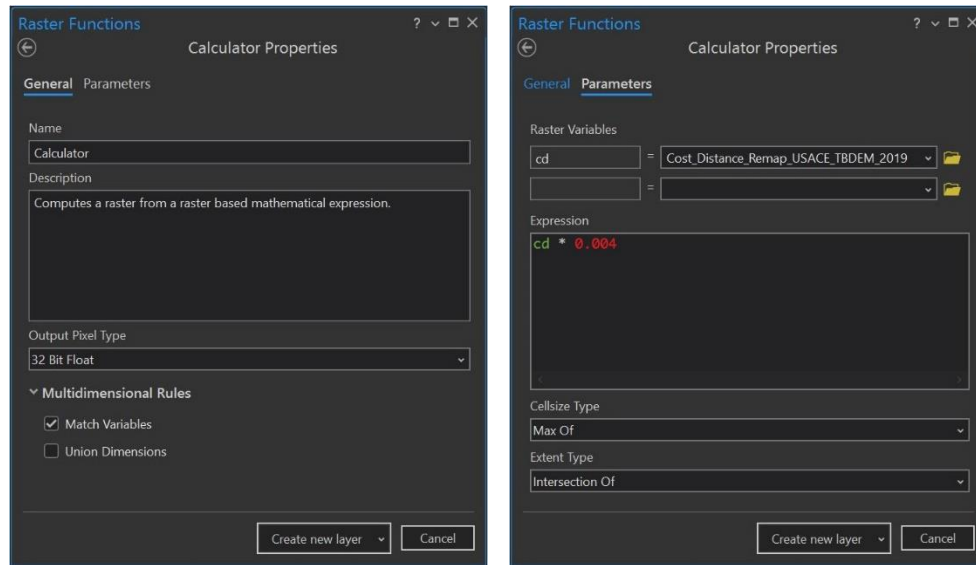 Raster Functions
Calculator Properties
General Parameters
Name
Calculator
Description
Computes a raster from a raster based mathematical expression.
Output Pixel Type
32 Bit Float
Multidimensional Rules
Match Variables
Union Dimensions
Create new layer
Cancel
Raster Functions
Calculator Properties
General Parameters
Raster Variables
cd = Cost_Distance_Remap_USACE_TBDEM_2019
=
Expression
cd * 0.004
Cellsize Type
Max Of
Extent Type
Intersection Of
Create new layer
Cancel